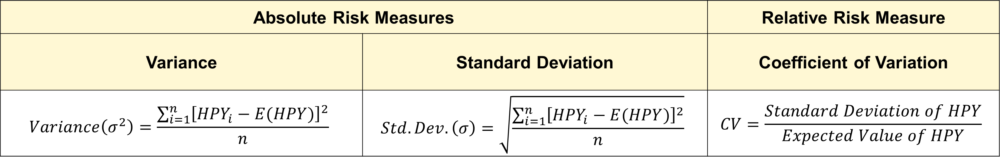 Absolute Risk Measures
Relative Risk Measure
Variance
Standard Deviation
Coefficient of Variation
$Variance(\sigma^2) = \frac{\sum_{i=1}^{n}[HPY_i - E(HPY)]^2}{n}$
$Std.Dev.(\sigma) = \sqrt{\frac{\sum_{i=1}^{n}[HPY_i - E(HPY)]^2}{n}}$
$CV = \frac{Standard\ Deviation\ of\ HPY}{Expected\ Value\ of\ HPY}$